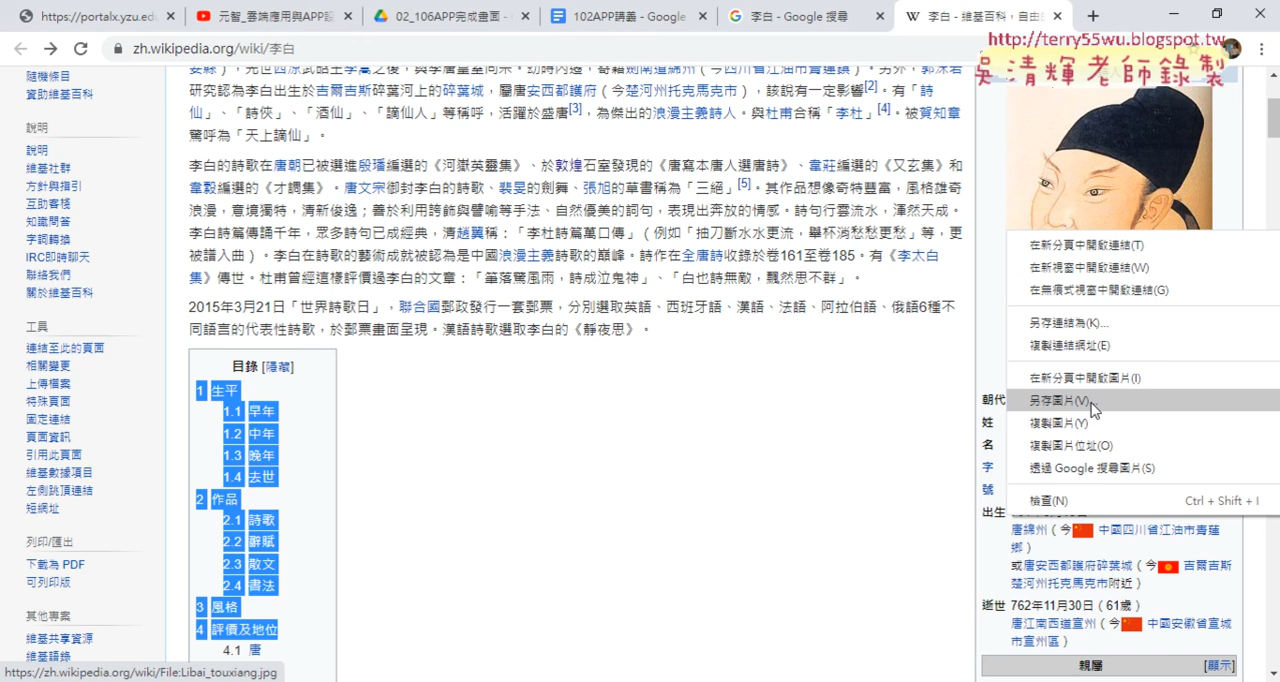 https://portalx.yzu.ed
元智_雲端應用與APP設
02_106APP完成畫面 -
102APP講義 - Google
李白 - Google 搜尋
李白 - 維基百科，自由
zh.wikipedia.org/wiki/李白
http://terry55wu.blogspot.tw
吳清輝老師錄製
隨機條目
資助維基百科
說明
說明
維基社群
方針與指引
互助客棧
知識問答
字詞轉換
IRC即時聊天
聯絡我們
關於維基百科
工具
連結至此的頁面
相關變更
上傳檔案
特殊頁面
固定連結
頁面資訊
引用此頁面
維基數據項目
左側跳頂連結
短網址
列印/匯出
下載為 PDF
可列印版
其他專案
維基共享資源
維基語錄
研究認為李白出生於吉爾吉斯碎葉河上的碎葉城，屬唐安西都護府（今楚河州托克馬克市），該說有一定影響[2]。有「詩
仙」、「詩俠」、「酒仙」、「謫仙人」等稱呼，活躍於盛唐[3]，為傑出的浪漫主義詩人。與杜甫合稱「李杜」[4]。被賀知章
驚呼為「天上謫仙」。
李白的詩歌在唐朝已被選進殷璠編選的《河嶽英靈集》、於敦煌石室發現的《唐寫本唐人選唐詩》、韋莊編選的《又玄集》和
韋縠編選的《才調集》。唐文宗御封李白的詩歌、裴旻的劍舞、張旭的草書稱為「三絕」[5]。其作品想像奇特豐富，風格雄奇
浪漫，意境獨特，清新俊逸；善於利用誇飾與譬喻等手法、自然優美的詞句，表現出奔放的情感。詩句行雲流水，渾然天成。
李白詩篇傳誦千年，眾多詩句已成經典，清趙翼稱：「李杜詩篇萬口傳」（例如「抽刀斷水水更流，舉杯消愁愁更愁」等，更
被譜入曲）。李白在詩歌的藝術成就被認為是中國浪漫主義詩歌的巔峰。詩作在全唐詩收錄於卷161至卷185。有《李太白
集》傳世。杜甫曾經這樣評價過李白的文章：「筆落驚風雨，詩成泣鬼神」、「白也詩無敵，飄然思不群」。
2015年3月21日「世界詩歌日」，聯合國郵政發行一套郵票，分別選取英語、西班牙語、漢語、法語、阿拉伯語、俄語6種不
同語言的代表性詩歌，於郵票畫面呈現。漢語詩歌選取李白的《靜夜思》。
目錄 [隱藏]
1 生平
1.1 早年
1.2 中年
1.3 晚年
1.4 去世
2 作品
2.1 詩歌
2.2 辭賦
2.3 散文
2.4 書法
3 風格
4 評價及地位
4.1 唐
在新分頁中開啟連結(T)
在新視窗中開啟連結(W)
在無痕式視窗中開啟連結(G)
另存連結為(K)...
複製連結網址(E)
在新分頁中開啟圖片(I)
另存圖片(V)...
複製圖片(Y)
複製圖片位址(O)
透過 Google 搜尋圖片(S)
檢查(N) Ctrl + Shift + I
朝代
姓
名
字
號
出生
唐綿州（今 中國四川省江油市青蓮
鄉）
或唐安西都護府碎葉城（今 吉爾吉斯
楚河州托克馬克市附近）
逝世 762年11月30日（61歲）
唐江南西道宣州（今 中國安徽省宣城
市宣州區）
親屬 [顯示]
https://zh.wikipedia.org/wiki/File:Libai_touxiang.jpg